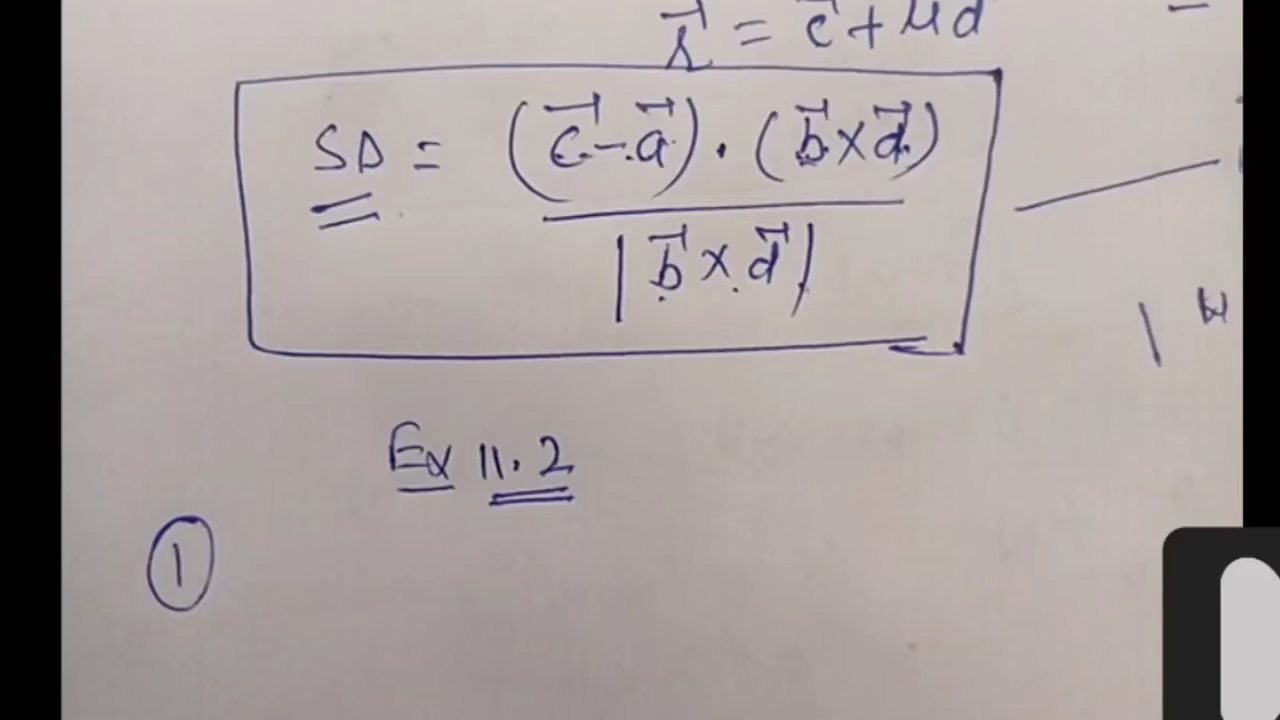 r⃗ = c⃗ + μd
SD = (c⃗ - a⃗) · (b⃗ × d⃗)
|b⃗ × d⃗|
Ex 11.2
①